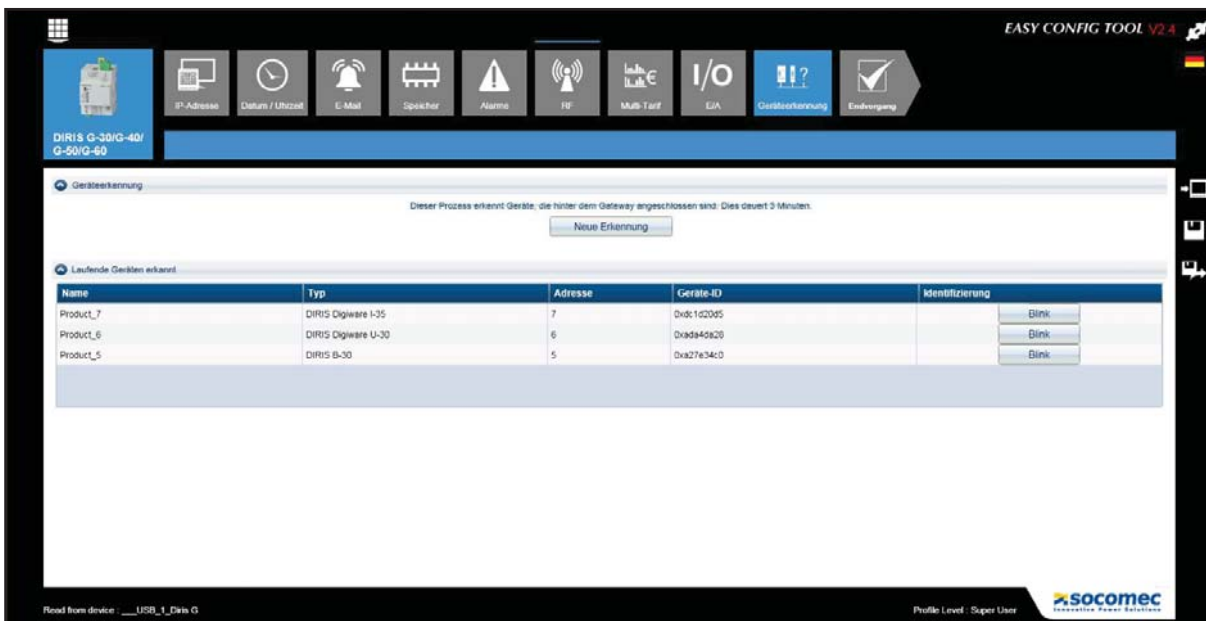 EASY CONFIG TOOL V2.4
IP-Adresse
Datum / Uhrzeit
E-Mail
Speicher
Alarme
RF
Multi-Tarif
I/O
E/A
Geräteerkennung
Endvorgang
DIRIS G-30/G-40/
G-50/G-60
Geräteerkennung
Dieser Prozess erkennt Geräte, die hinter dem Gateway angeschlossen sind. Dies dauert 3 Minuten.
Neue Erkennung
Laufende Geräten erkannt
Name Typ Adresse Geräte-ID Identifizierung
Product_7 DIRIS Digiware I-35 7 0xdc1d20d5 Blink
Product_6 DIRIS Digiware U-30 6 0xada4da28 Blink
Product_5 DIRIS B-30 5 0xa27e34c0 Blink
Read from device : ___USB_1_Diris G
Profile Level : Super User
socomec
Innovative Power Solutions